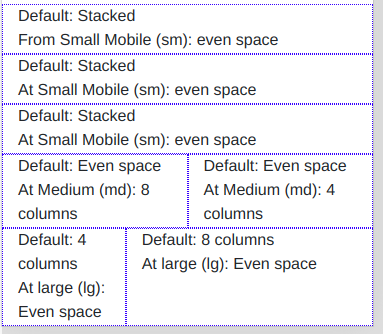 Default: Stacked
From Small Mobile (sm): even space
Default: Stacked
At Small Mobile (sm): even space
Default: Stacked
At Small Mobile (sm): even space
Default: Even space
At Medium (md): 8
columns
Default: Even space
At Medium (md): 4
columns
Default: 4
columns
At large (lg):
Even space
Default: 8 columns
At large (lg): Even space